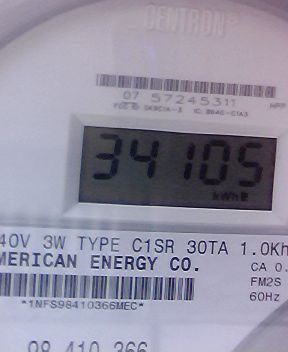 CENTRON®
07 57245311
34105
kWh
40V 3W TYPE C1SR 30TA 1.0Kh
MERICAN ENERGY CO.
CA 0.
FM2S
*1NFS98410366MEC*
60Hz
98 410 366